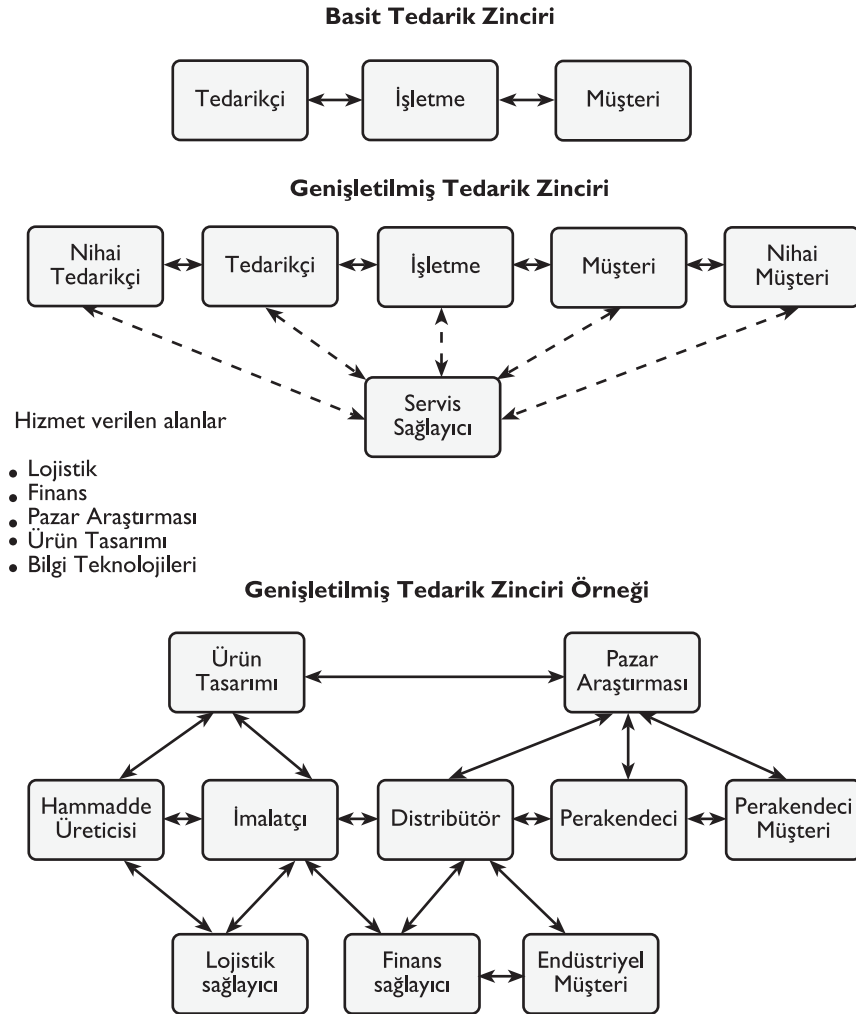 Basit Tedarik Zinciri
Tedarikçi
İşletme
Müşteri
Genişletilmiş Tedarik Zinciri
Nihai
Tedarikçi
Tedarikçi
İşletme
Müşteri
Nihai
Müşteri
Servis
Sağlayıcı
Hizmet verilen alanlar
• Lojistik
• Finans
• Pazar Araştırması
• Ürün Tasarımı
• Bilgi Teknolojileri
Genişletilmiş Tedarik Zinciri Örneği
Ürün
Tasarımı
Pazar
Araştırması
Hammadde
Üreticisi
İmalatçı
Distribütör
Perakendeci
Perakendeci
Müşteri
Lojistik
sağlayıcı
Finans
sağlayıcı
Endüstriyel
Müşteri